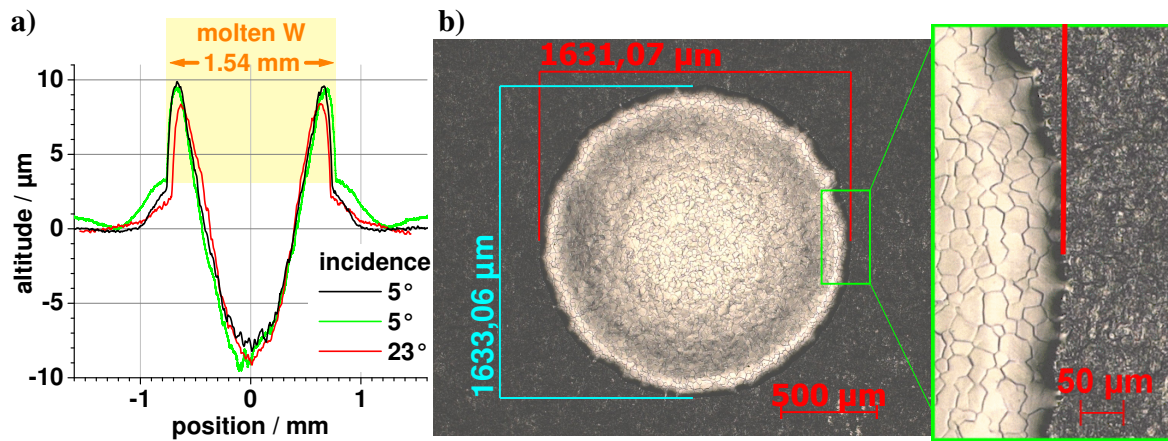 a)
molten W
1.54 mm
10
5
0
-5
-10
altitude / µm
incidence
5°
5°
23°
-1
0
1
position / mm
b)
1631,07 µm
1633,06 µm
500 µm
50 µm